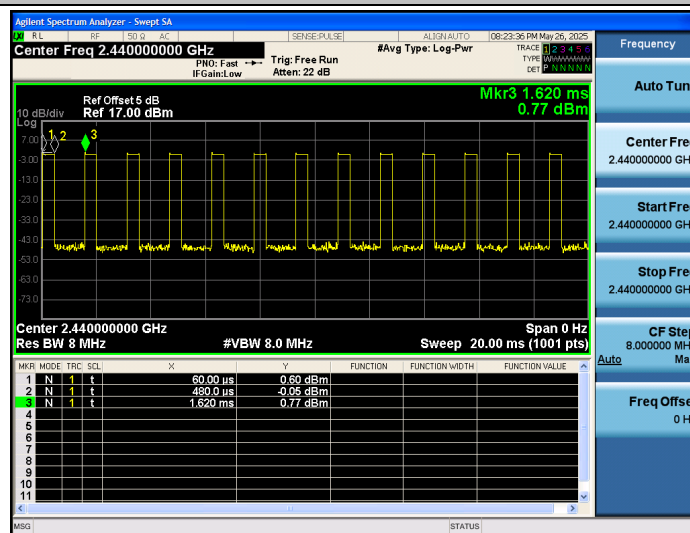 Agilent Spectrum Analyzer - Swept SA
LXI RL RF 50 Ω AC SENSE:PULSE ALIGN AUTO 08:23:36 PM May 26, 2025
Center Freq 2.440000000 GHz
PNO: Fast
IFGain:Low
Trig: Free Run
Atten: 22 dB
#Avg Type: Log-Pwr
TRACE 1 2 3 4 5 6
TYPE
DET P N N N N N
Mkr3 1.620 ms
0.77 dBm
Ref Offset 5 dB
10 dB/div Ref 17.00 dBm
Log
1 2 3
7.00
-3.00
-13.0
-23.0
-33.0
-43.0
-53.0
-63.0
-73.0
Center 2.440000000 GHz Span 0 Hz
Res BW 8 MHz #VBW 8.0 MHz Sweep 20.00 ms (1001 pts)
MKR MODE TRC SCL X Y FUNCTION FUNCTION WIDTH FUNCTION VALUE
1 N 1 t 60.00 µs 0.60 dBm
2 N 1 t 480.0 µs -0.05 dBm
3 N 1 t 1.620 ms 0.77 dBm
4
5
6
7
8
9
10
11
MSG STATUS
Frequency
Auto Tun
Center Fre
2.440000000 GH
Start Fre
2.440000000 GH
Stop Fre
2.440000000 GH
CF Step
8.000000 MH
Auto Ma
Freq Offse
0 H